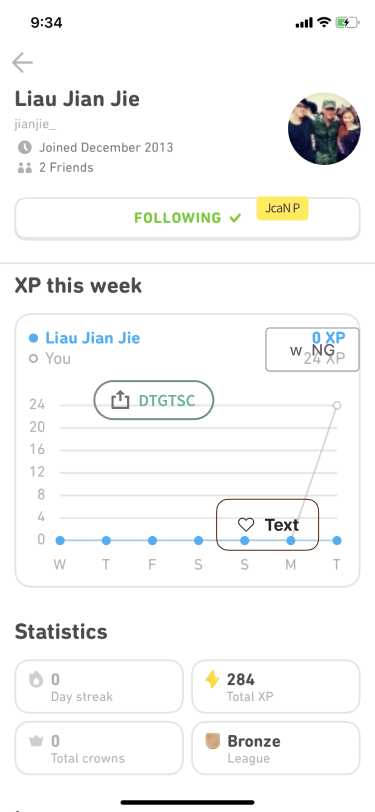 9:34
Liau Jian Jie
jianjie_
Joined December 2013
2 Friends
FOLLOWING
JcaN P
XP this week
Liau Jian Jie 0 XP
You 24 XP
w NG
DTGTSC
24
20
16
12
8
4
0
Text
W T F S S M T
Statistics
0
Day streak
284
Total XP
0
Total crowns
Bronze
League